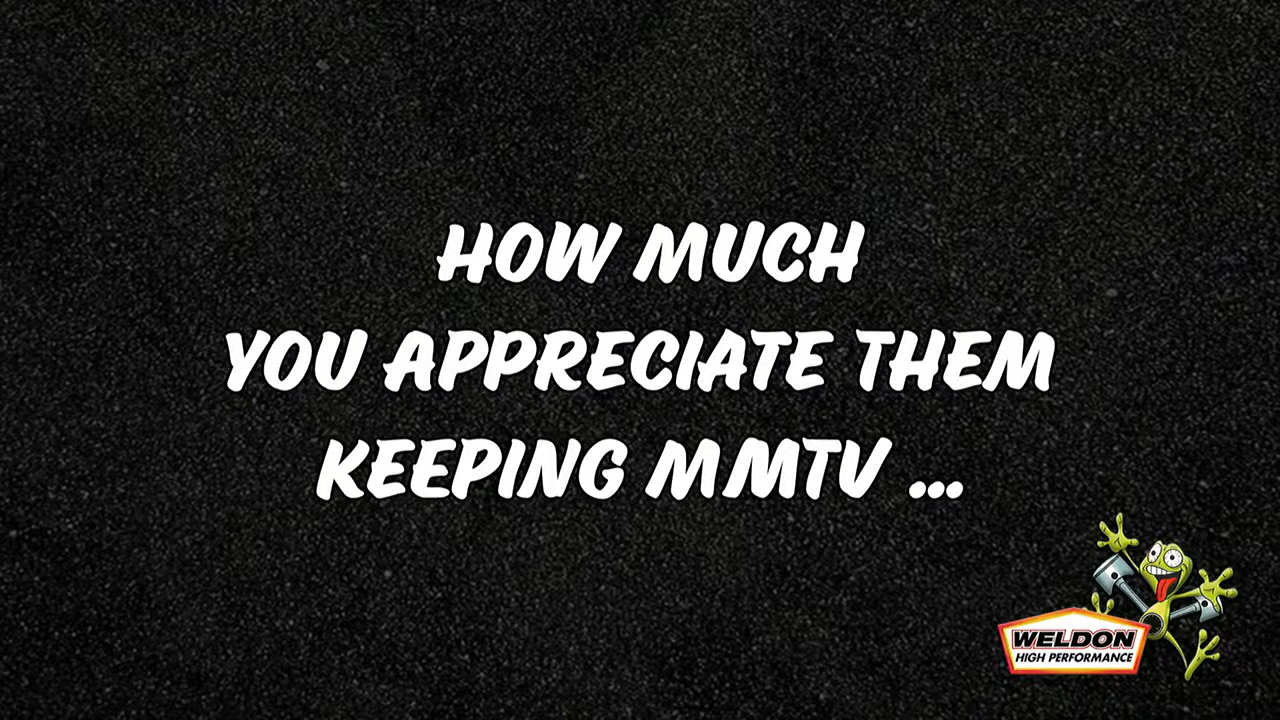 HOW MUCH
YOU APPRECIATE THEM
KEEPING MMTV ...
WELDON
HIGH PERFORMANCE